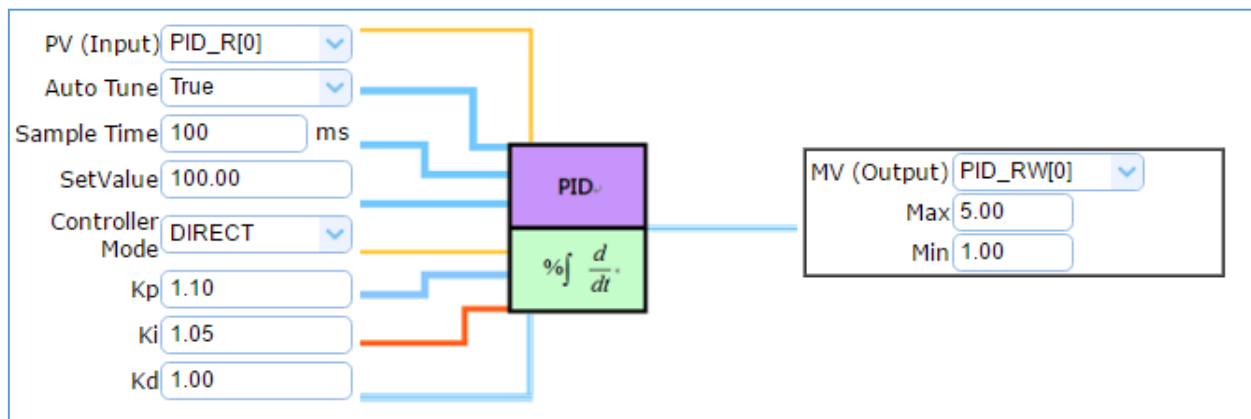 PV (Input) PID_R[0]
Auto Tune True
Sample Time 100 ms
SetValue 100.00
Controller Mode DIRECT
Kp 1.10
Ki 1.05
Kd 1.00
PID
%∫ d/dt
MV (Output) PID_RW[0]
Max 5.00
Min 1.00